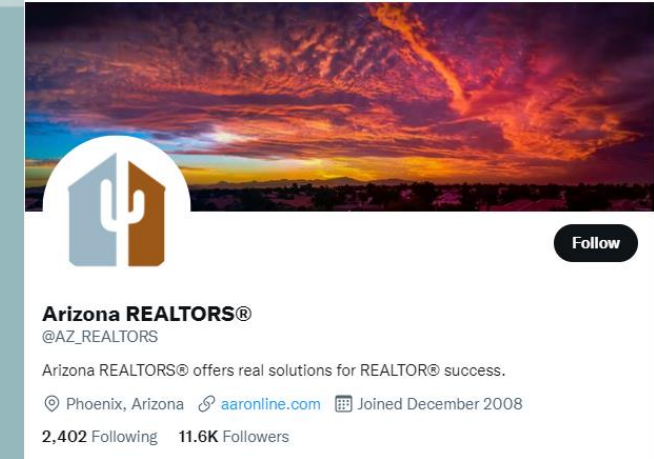 Follow
Arizona REALTORS®
@AZ_REALTORS
Arizona REALTORS® offers real solutions for REALTOR® success.
Phoenix, Arizona aaronline.com Joined December 2008
2,402 Following 11.6K Followers